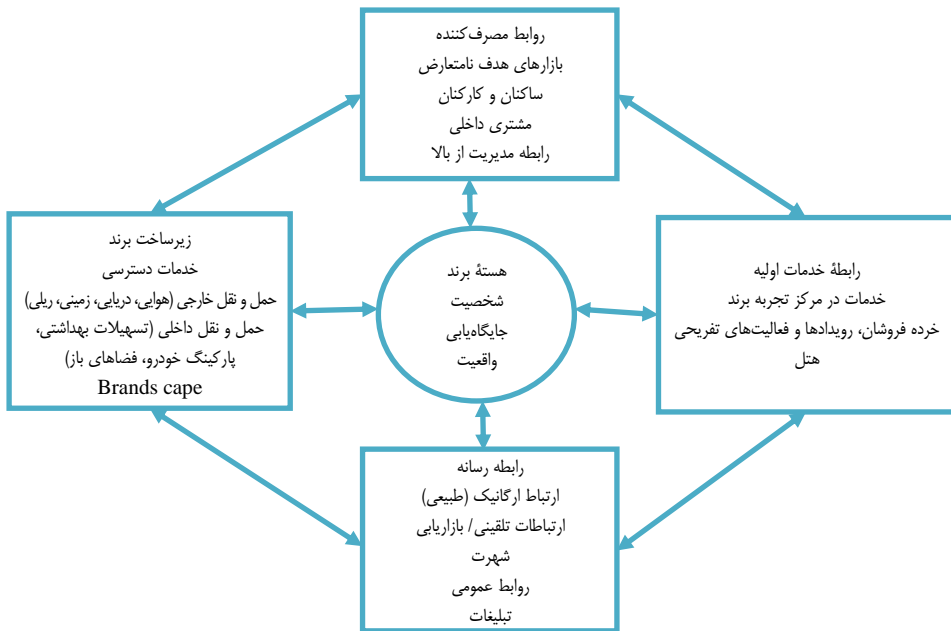 روابط مصرف‌کننده
بازارهای هدف نامتعارض
ساکنان و کارکنان
مشتری داخلی
رابطه مدیریت از بالا
رابطهٔ خدمات اولیه
خدمات در مرکز تجربه برند
خرده فروشان، رویدادها و فعالیت‌های تفریحی
هتل
هستهٔ برند
شخصیت
جایگاه‌یابی
واقعیت
زیرساخت برند
خدمات دسترسی
حمل و نقل خارجی (هوایی، دریایی، زمینی، ریلی)
حمل و نقل داخلی (تسهیلات بهداشتی،
پارکینگ خودرو، فضاهای باز)
Brands cape
رابطه رسانه
ارتباط ارگانیک (طبیعی)
ارتباطات تلقینی/ بازاریابی
شهرت
روابط عمومی
تبلیغات